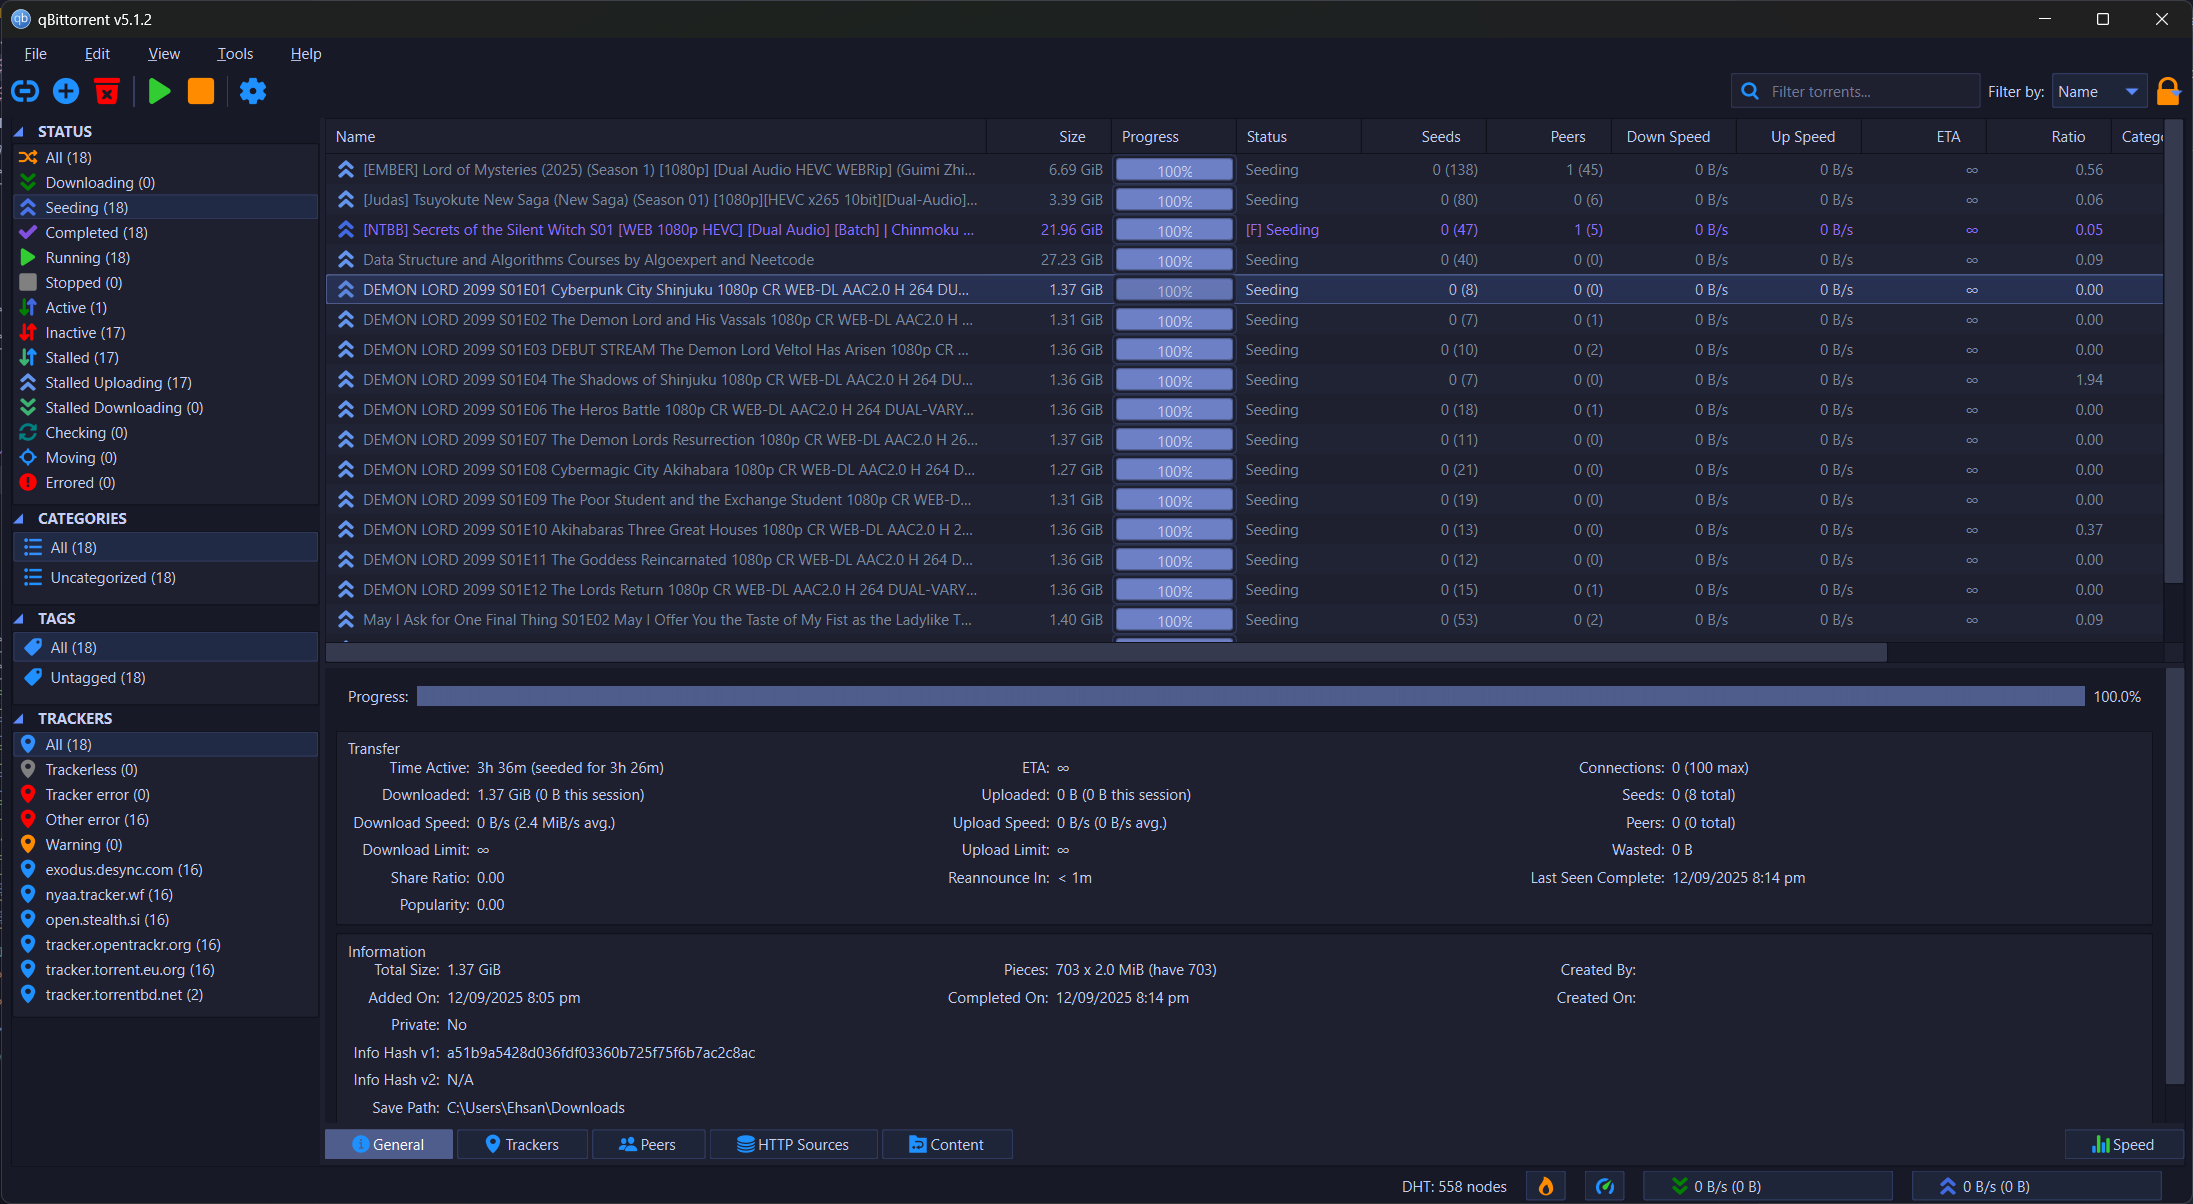 qBittorrent v5.1.2
File Edit View Tools Help
Filter torrents... Filter by: Name
STATUS
All (18)
Downloading (0)
Seeding (18)
Completed (18)
Running (18)
Stopped (0)
Active (1)
Inactive (17)
Stalled (17)
Stalled Uploading (17)
Stalled Downloading (0)
Checking (0)
Moving (0)
Errored (0)
CATEGORIES
All (18)
Uncategorized (18)
TAGS
All (18)
Untagged (18)
TRACKERS
All (18)
Trackerless (0)
Tracker error (0)
Other error (16)
Warning (0)
exodus.desync.com (16)
nyaa.tracker.wf (16)
open.stealth.si (16)
tracker.opentrackr.org (16)
tracker.torrent.eu.org (16)
tracker.torrentbd.net (2)
Name Size Progress Status Seeds Peers Down Speed Up Speed ETA Ratio Catego
[EMBER] Lord of Mysteries (2025) (Season 1) [1080p] [Dual Audio HEVC WEBRip] (Guimi Zhi... 6.69 GiB 100% Seeding 0 (138) 1 (45) 0 B/s 0 B/s ∞ 0.56
[Judas] Tsuyokute New Saga (New Saga) (Season 01) [1080p][HEVC x265 10bit][Dual-Audio]... 3.39 GiB 100% Seeding 0 (80) 0 (6) 0 B/s 0 B/s ∞ 0.06
[NTBB] Secrets of the Silent Witch S01 [WEB 1080p HEVC] [Dual Audio] [Batch] | Chinmoku ... 21.96 GiB 100% [F] Seeding 0 (47) 1 (5) 0 B/s 0 B/s ∞ 0.05
Data Structure and Algorithms Courses by Algoexpert and Neetcode 27.23 GiB 100% Seeding 0 (40) 0 (0) 0 B/s 0 B/s ∞ 0.09
DEMON LORD 2099 S01E01 Cyberpunk City Shinjuku 1080p CR WEB-DL AAC2.0 H 264 DU... 1.37 GiB 100% Seeding 0 (8) 0 (0) 0 B/s 0 B/s ∞ 0.00
DEMON LORD 2099 S01E02 The Demon Lord and His Vassals 1080p CR WEB-DL AAC2.0 H ... 1.31 GiB 100% Seeding 0 (7) 0 (1) 0 B/s 0 B/s ∞ 0.00
DEMON LORD 2099 S01E03 DEBUT STREAM The Demon Lord Veltol Has Arisen 1080p CR ... 1.36 GiB 100% Seeding 0 (10) 0 (2) 0 B/s 0 B/s ∞ 0.00
DEMON LORD 2099 S01E04 The Shadows of Shinjuku 1080p CR WEB-DL AAC2.0 H 264 DU... 1.36 GiB 100% Seeding 0 (7) 0 (0) 0 B/s 0 B/s ∞ 1.94
DEMON LORD 2099 S01E06 The Heros Battle 1080p CR WEB-DL AAC2.0 H 264 DUAL-VARY... 1.36 GiB 100% Seeding 0 (18) 0 (1) 0 B/s 0 B/s ∞ 0.00
DEMON LORD 2099 S01E07 The Demon Lords Resurrection 1080p CR WEB-DL AAC2.0 H 26... 1.37 GiB 100% Seeding 0 (11) 0 (0) 0 B/s 0 B/s ∞ 0.00
DEMON LORD 2099 S01E08 Cybermagic City Akihabara 1080p CR WEB-DL AAC2.0 H 264 D... 1.27 GiB 100% Seeding 0 (21) 0 (0) 0 B/s 0 B/s ∞ 0.00
DEMON LORD 2099 S01E09 The Poor Student and the Exchange Student 1080p CR WEB-D... 1.31 GiB 100% Seeding 0 (19) 0 (0) 0 B/s 0 B/s ∞ 0.00
DEMON LORD 2099 S01E10 Akihabaras Three Great Houses 1080p CR WEB-DL AAC2.0 H 2... 1.36 GiB 100% Seeding 0 (13) 0 (0) 0 B/s 0 B/s ∞ 0.37
DEMON LORD 2099 S01E11 The Goddess Reincarnated 1080p CR WEB-DL AAC2.0 H 264 D... 1.36 GiB 100% Seeding 0 (12) 0 (0) 0 B/s 0 B/s ∞ 0.00
DEMON LORD 2099 S01E12 The Lords Return 1080p CR WEB-DL AAC2.0 H 264 DUAL-VARY... 1.36 GiB 100% Seeding 0 (15) 0 (1) 0 B/s 0 B/s ∞ 0.00
May I Ask for One Final Thing S01E02 May I Offer You the Taste of My Fist as the Ladylike T... 1.40 GiB 100% Seeding 0 (53) 0 (2) 0 B/s 0 B/s ∞ 0.09
Progress: 100.0%
Transfer
Time Active: 3h 36m (seeded for 3h 26m) ETA: ∞ Connections: 0 (100 max)
Downloaded: 1.37 GiB (0 B this session) Uploaded: 0 B (0 B this session) Seeds: 0 (8 total)
Download Speed: 0 B/s (2.4 MiB/s avg.) Upload Speed: 0 B/s (0 B/s avg.) Peers: 0 (0 total)
Download Limit: ∞ Upload Limit: ∞ Wasted: 0 B
Share Ratio: 0.00 Reannounce In: < 1m Last Seen Complete: 12/09/2025 8:14 pm
Popularity: 0.00
Information
Total Size: 1.37 GiB Pieces: 703 x 2.0 MiB (have 703) Created By:
Added On: 12/09/2025 8:05 pm Completed On: 12/09/2025 8:14 pm Created On:
Private: No
Info Hash v1: a51b9a5428d036fdf03360b725f75f6b7ac2c8ac
Info Hash v2: N/A
Save Path: C:\Users\Ehsan\Downloads
General Trackers Peers HTTP Sources Content Speed
DHT: 558 nodes 0 B/s (0 B) 0 B/s (0 B)